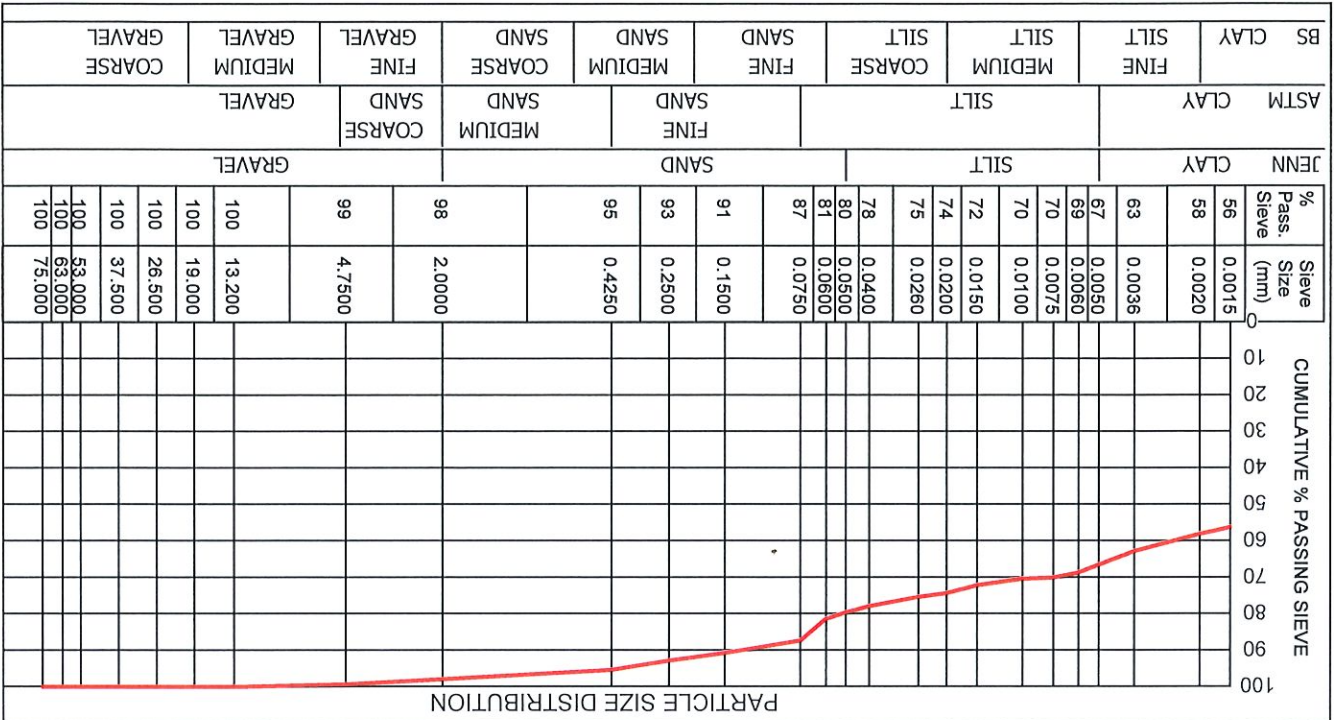 PARTICLE SIZE DISTRIBUTION
CUMULATIVE % PASSING SIEVE
100
90
80
70
60
50
40
30
20
10
0
Sieve Size (mm) 0.0015 0.0020 0.0036 0.0050 0.0060 0.0075 0.0100 0.0150 0.0200 0.0260 0.0400 0.0500 0.0600 0.0750 0.1500 0.2500 0.4250 2.0000 4.7500 13.200 19.000 26.500 37.500 53.000 63.000 75.000
% Pass. Sieve 56 58 63 67 69 70 70 72 74 75 78 80 81 87 91 93 95 98 99 100 100 100 100 100 100 100
JENN CLAY SILT SAND GRAVEL
ASTM CLAY SILT FINE SAND MEDIUM SAND COARSE SAND GRAVEL
BS CLAY FINE SILT MEDIUM SILT COARSE SILT FINE SAND MEDIUM SAND COARSE SAND FINE GRAVEL MEDIUM GRAVEL COARSE GRAVEL